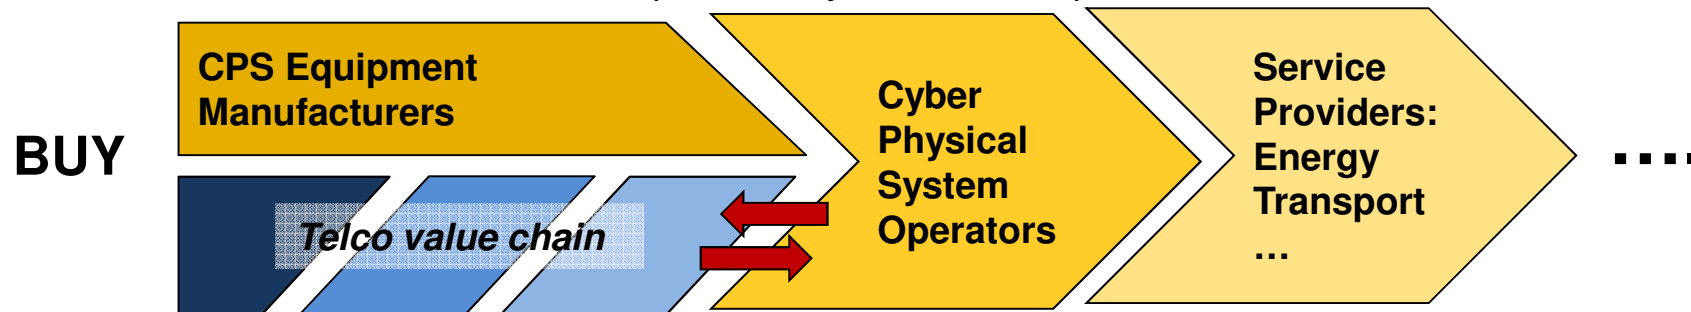 BUY
CPS Equipment
Manufacturers
Telco value chain
Cyber
Physical
System
Operators
Service
Providers:
Energy
Transport
…
....